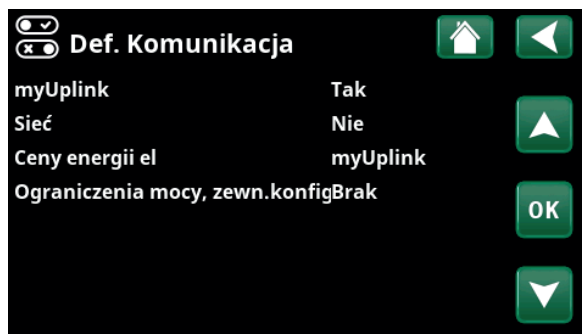 Def. Komunikacja
myUplink Tak
Sieć Nie
Ceny energii el myUplink
Ograniczenia mocy, zewn.konfigBrak
OK